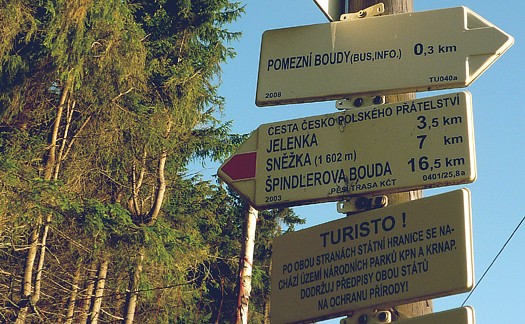 POMEZNÍ BOUDY (BUS, INFO.) 0,3 km
2008 TU040a
CESTA ČESKO POLSKÉHO PRÁTELSTVÍ
JELENKA 3,5 km
SNĚŽKA (1 602 m) 7 km
ŠPINDLEROVA BOUDA 16,5 km
2003 PĚŠÍ TRASA KČT 0401/25,8a
TURISTO !
PO OBOU STRANÁCH STÁTNÍ HRANICE SE NA-
CHÁZÍ ÚZEMÍ NÁRODNÍCH PARKŮ KPN A KRNAP.
DODRŽUJ PŘEDPISY OBOU STÁTŮ
NA OCHRANU PŘÍRODY!